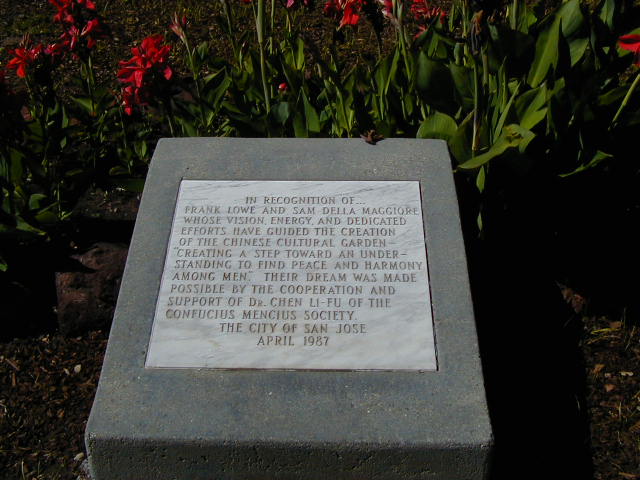 IN RECOGNITION OF...
FRANK LOWE AND SAM DELLA MAGGIORE
WHOSE VISION, ENERGY, AND DEDICATED
EFFORTS HAVE GUIDED THE CREATION
OF THE CHINESE CULTURAL GARDEN—
"CREATING A STEP TOWARD AN UNDER-
STANDING TO FIND PEACE AND HARMONY
AMONG MEN." THEIR DREAM WAS MADE
POSSIBLE BY THE COOPERATION AND
SUPPORT OF DR. CHEN LI-FU OF THE
CONFUCIUS MENCIUS SOCIETY.
THE CITY OF SAN JOSE
APRIL 1987